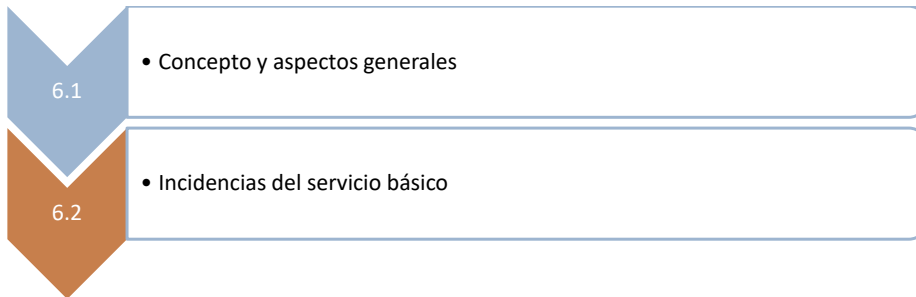 6.1
• Concepto y aspectos generales
6.2
• Incidencias del servicio básico